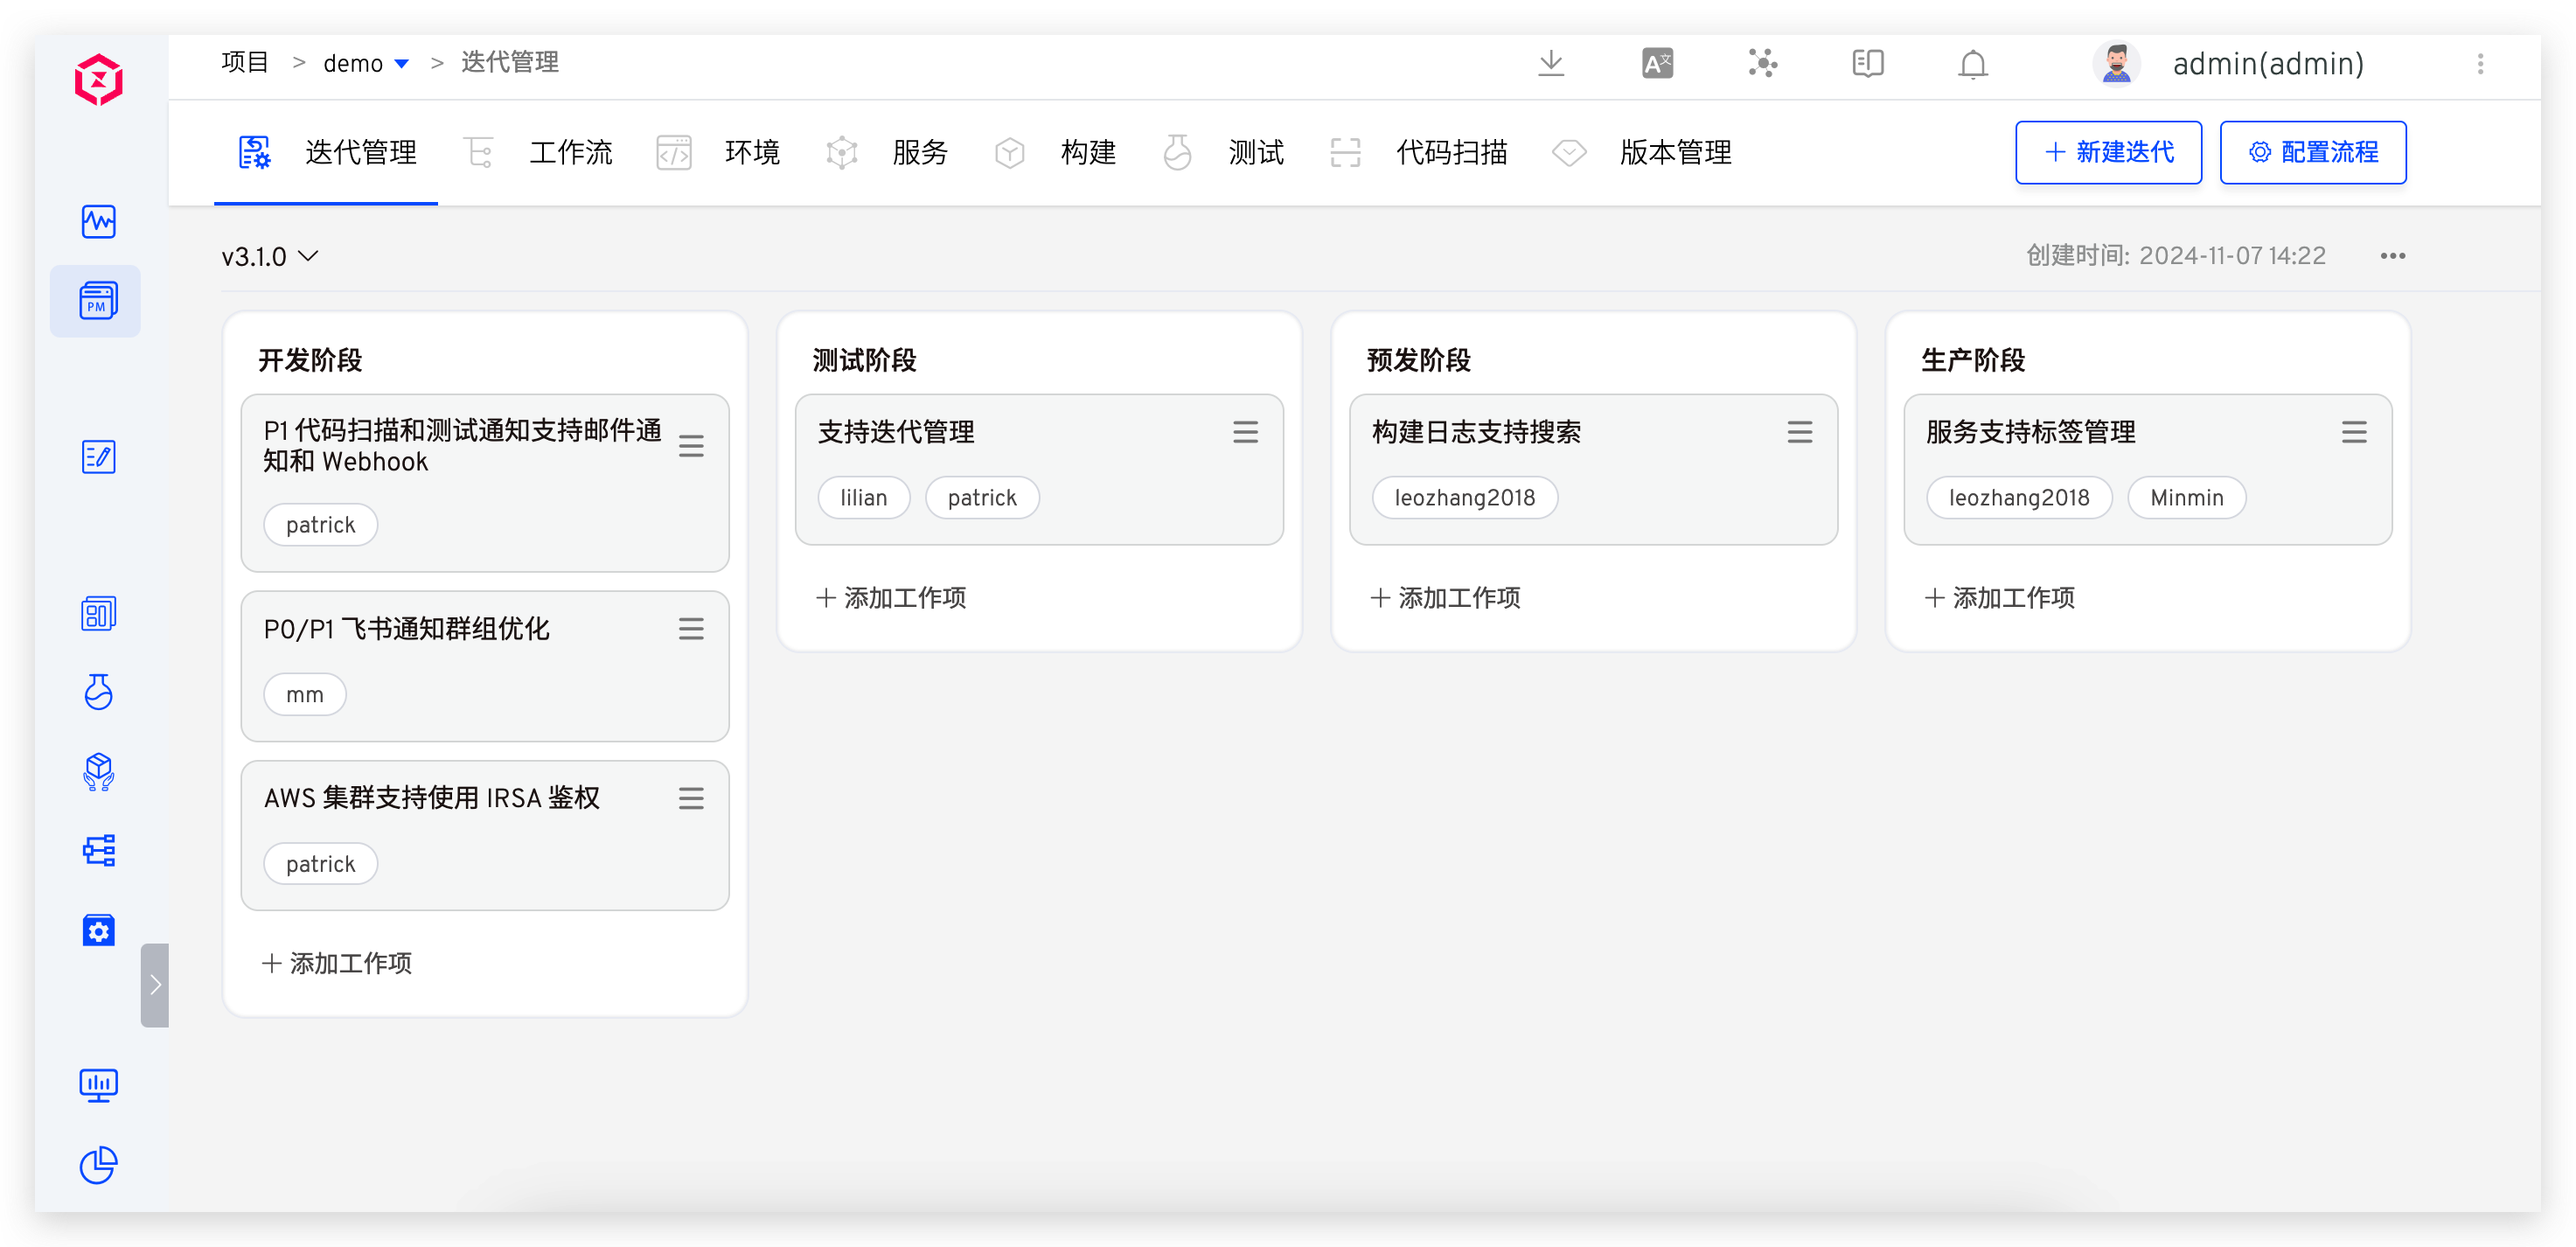 项目 > demo > 迭代管理
admin(admin)
迭代管理 工作流 环境 服务 构建 测试 代码扫描 版本管理
新建迭代 配置流程
PM
v3.1.0
创建时间: 2024-11-07 14:22
开发阶段
P1 代码扫描和测试通知支持邮件通
知和 Webhook
patrick
P0/P1 飞书通知群组优化
mm
AWS 集群支持使用 IRSA 鉴权
patrick
+ 添加工作项
测试阶段
支持迭代管理
lilian patrick
+ 添加工作项
预发阶段
构建日志支持搜索
leozhang2018
+ 添加工作项
生产阶段
服务支持标签管理
leozhang2018 Minmin
+ 添加工作项